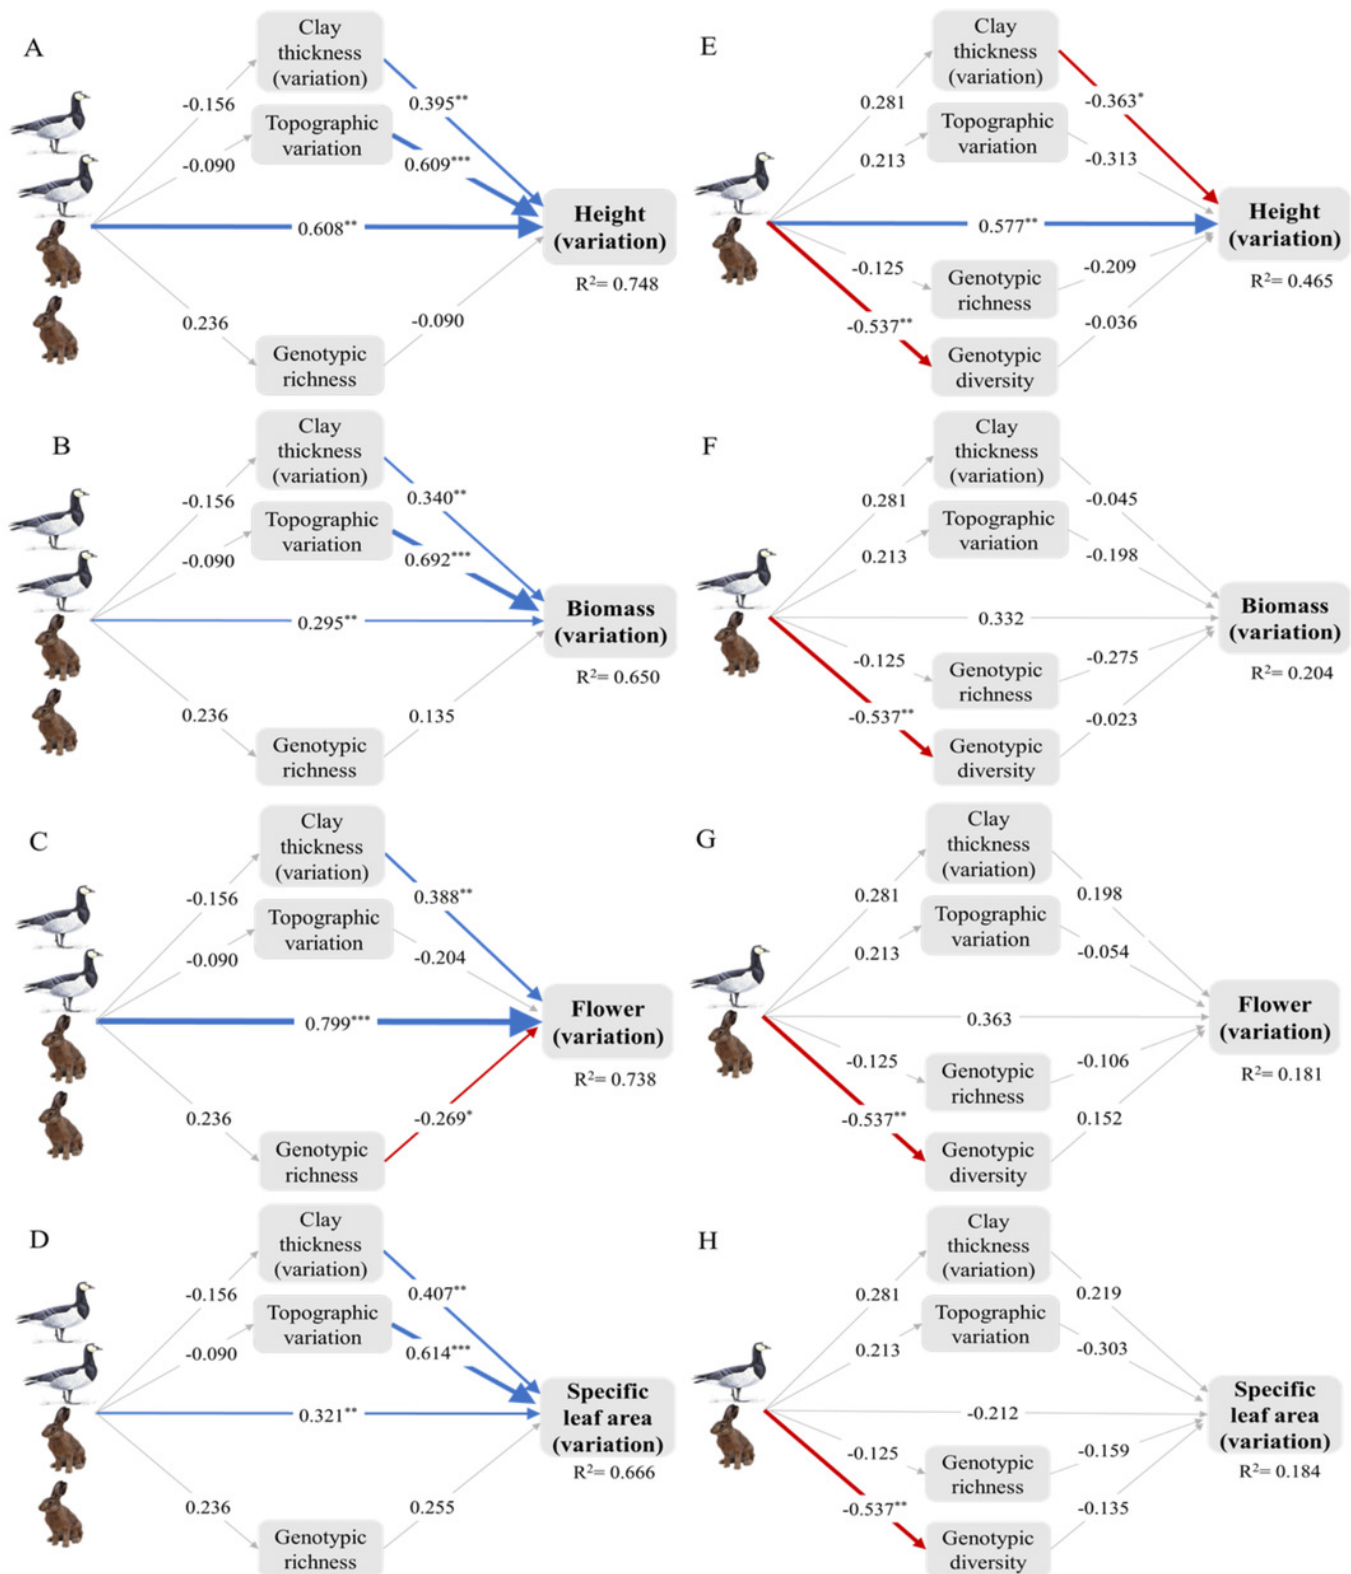 A
Clay
thickness
(variation)
-0.156
0.395**
Topographic
variation
-0.090
0.609***
0.608**
Height
(variation)
R²= 0.748
0.236
-0.090
Genotypic
richness
B
Clay
thickness
(variation)
-0.156
0.340**
Topographic
variation
-0.090
0.692***
0.295**
Biomass
(variation)
R²= 0.650
0.236
0.135
Genotypic
richness
C
Clay
thickness
(variation)
-0.156
0.388**
Topographic
variation
-0.090
-0.204
0.799***
Flower
(variation)
R²= 0.738
0.236
-0.269*
Genotypic
richness
D
Clay
thickness
(variation)
-0.156
0.407**
Topographic
variation
-0.090
0.614***
0.321**
Specific
leaf area
(variation)
R²= 0.666
0.236
0.255
Genotypic
richness
E
Clay
thickness
(variation)
0.281
-0.363*
Topographic
variation
0.213
-0.313
0.577**
Height
(variation)
R²= 0.465
-0.125
Genotypic
richness
-0.209
-0.537**
-0.036
Genotypic
diversity
F
Clay
thickness
(variation)
0.281
-0.045
Topographic
variation
0.213
-0.198
0.332
Biomass
(variation)
R²= 0.204
-0.125
Genotypic
richness
-0.275
-0.537**
-0.023
Genotypic
diversity
G
Clay
thickness
(variation)
0.281
0.198
Topographic
variation
0.213
-0.054
0.363
Flower
(variation)
R²= 0.181
-0.125
Genotypic
richness
-0.106
-0.537**
0.152
Genotypic
diversity
H
Clay
thickness
(variation)
0.281
0.219
Topographic
variation
0.213
-0.303
-0.212
Specific
leaf area
(variation)
R²= 0.184
-0.125
Genotypic
richness
-0.159
-0.537**
-0.135
Genotypic
diversity